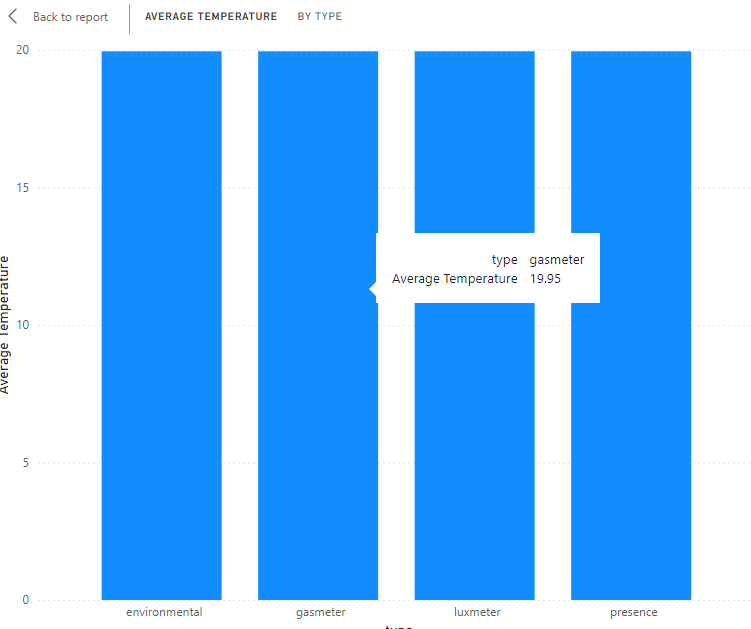 Back to report AVERAGE TEMPERATURE BY TYPE
20
15
10
5
0
Average Temperature
type gasmeter
Average Temperature 19.95
environmental gasmeter luxmeter presence
type